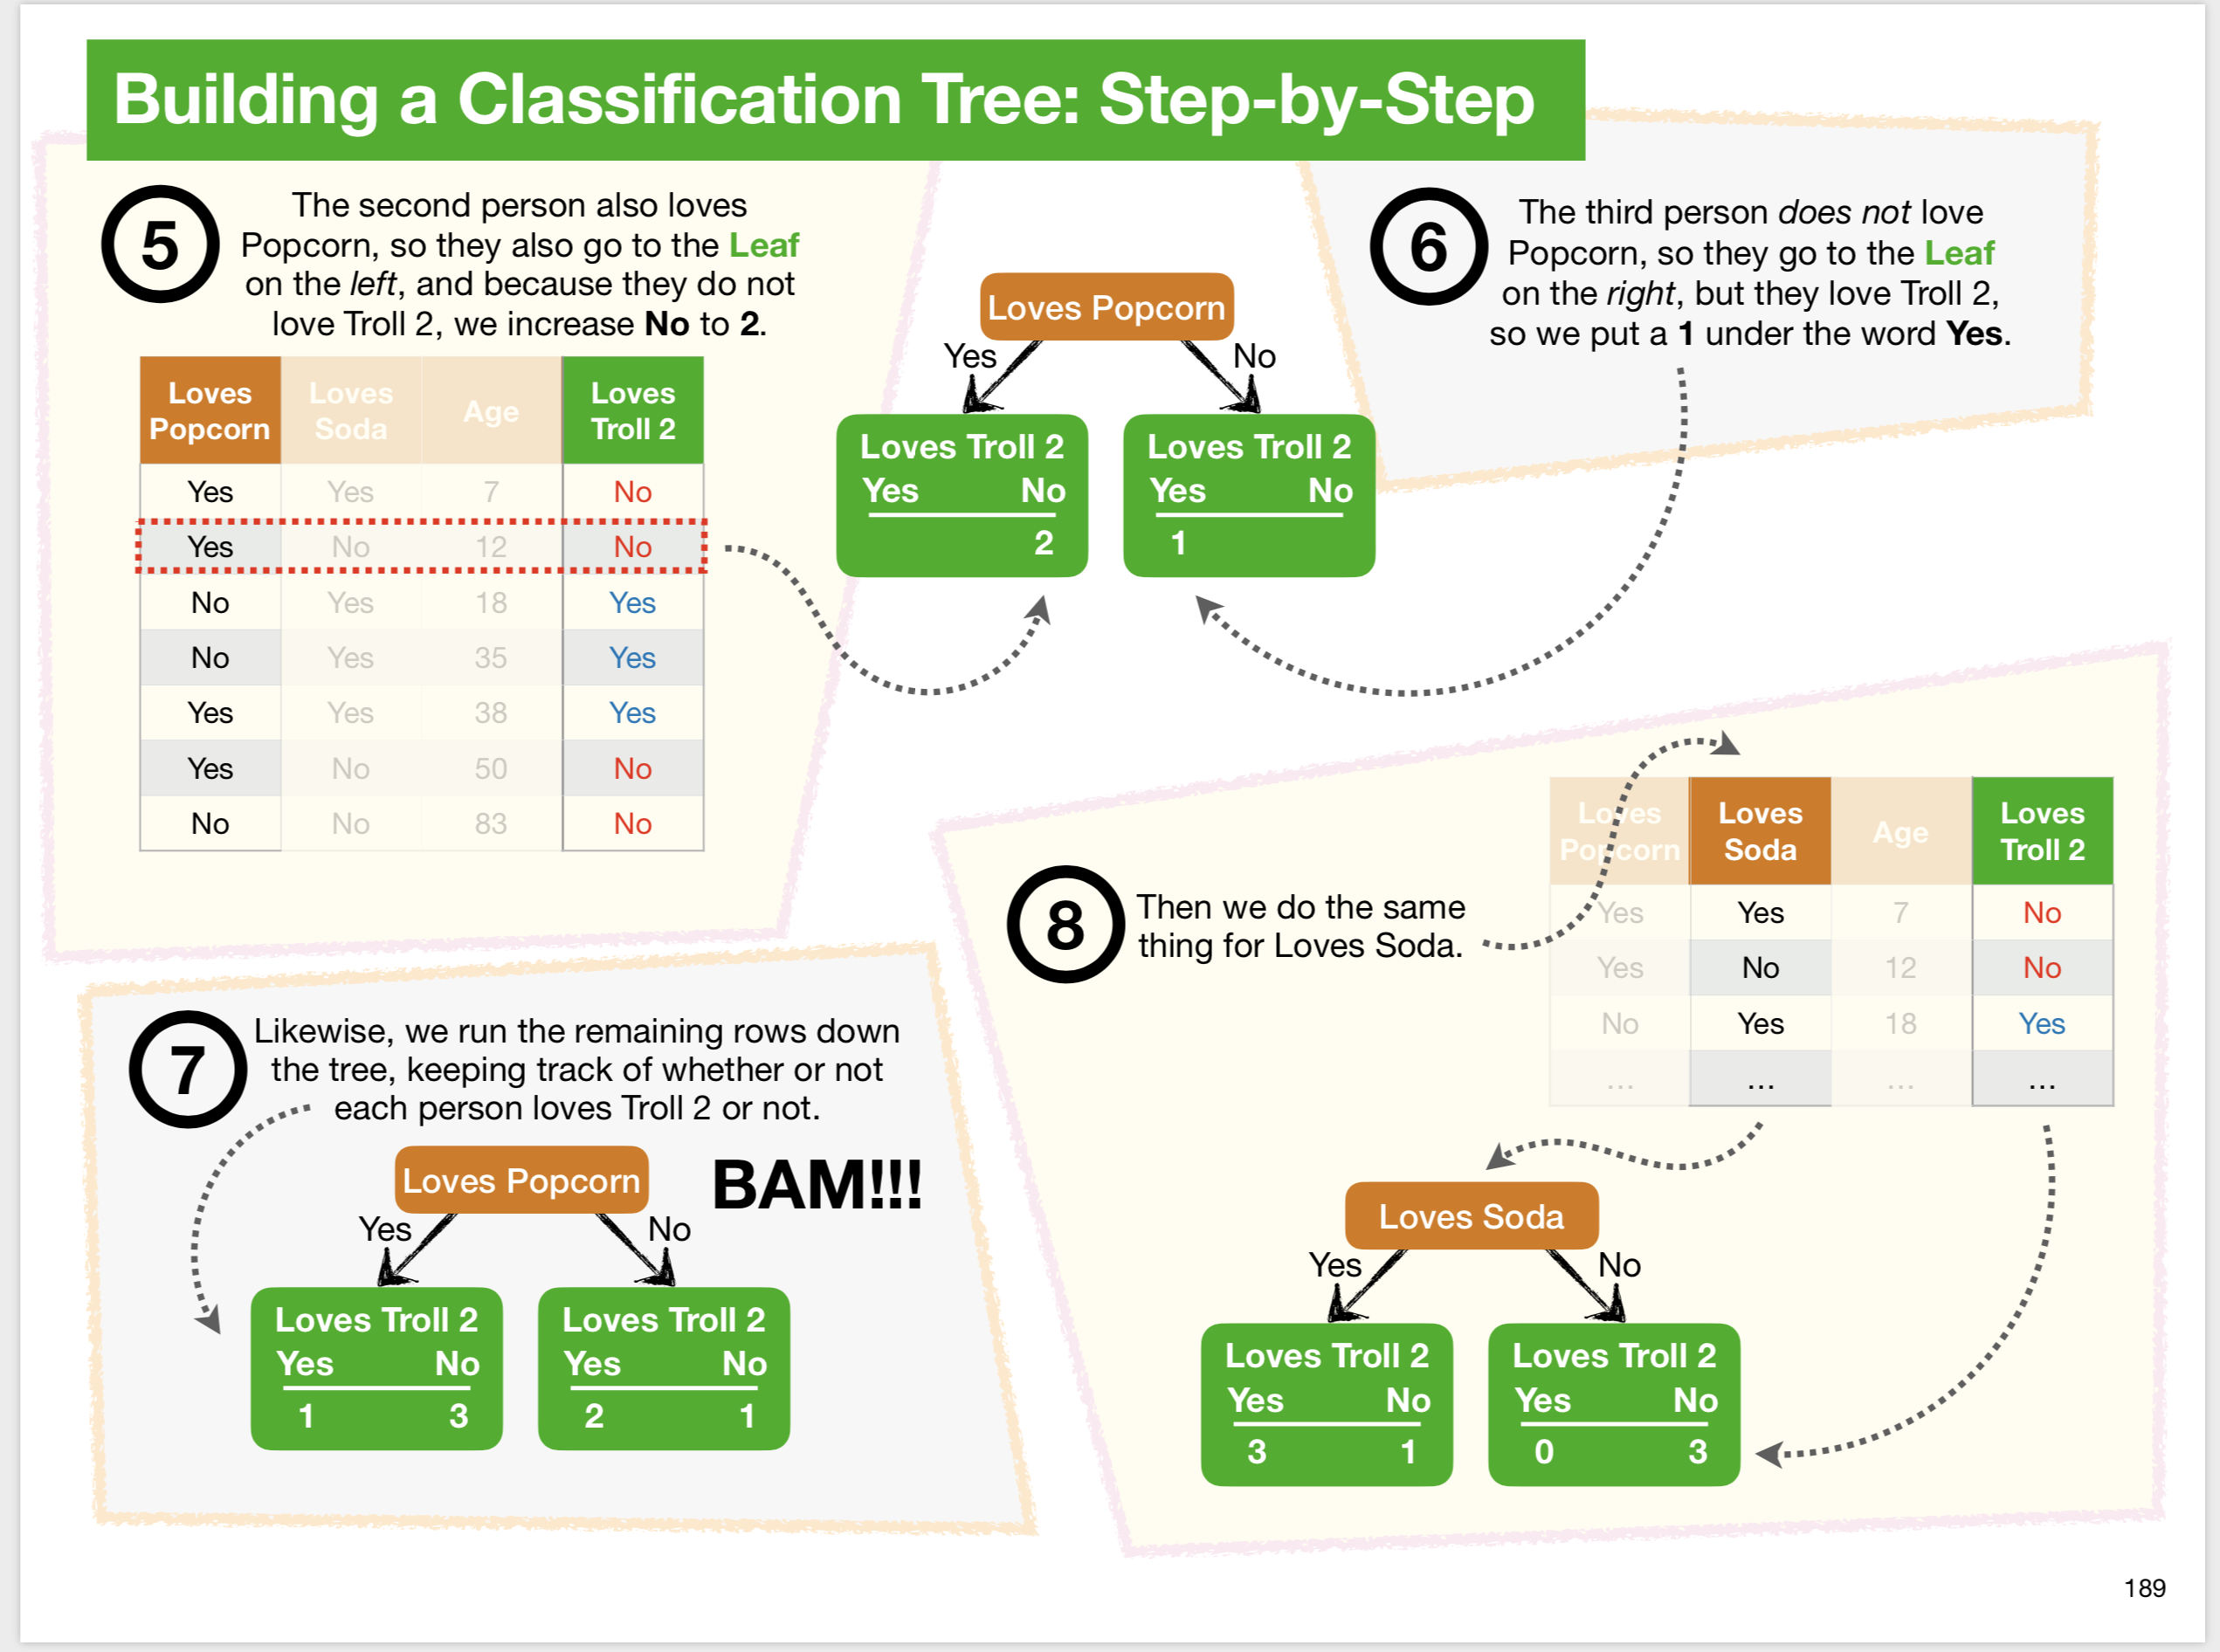 Building a Classification Tree: Step-by-Step
5
The second person also loves
Popcorn, so they also go to the Leaf
on the left, and because they do not
love Troll 2, we increase No to 2.
Loves Popcorn Loves Soda Age Loves Troll 2
Yes Yes 7 No
Yes No 12 No
No Yes 18 Yes
No Yes 35 Yes
Yes Yes 38 Yes
Yes No 50 No
No No 83 No
Loves Popcorn
Yes No
Loves Troll 2 Loves Troll 2
Yes No Yes No
2 1
6
The third person does not love
Popcorn, so they go to the Leaf
on the right, but they love Troll 2,
so we put a 1 under the word Yes.
7
Likewise, we run the remaining rows down
the tree, keeping track of whether or not
each person loves Troll 2 or not.
BAM!!!
Loves Popcorn
Yes No
Loves Troll 2 Loves Troll 2
Yes No Yes No
1 3 2 1
8
Then we do the same
thing for Loves Soda.
Loves Popcorn Loves Soda Age Loves Troll 2
Yes Yes 7 No
Yes No 12 No
No Yes 18 Yes
... ... ... ...
Loves Soda
Yes No
Loves Troll 2 Loves Troll 2
Yes No Yes No
3 1 0 3
189